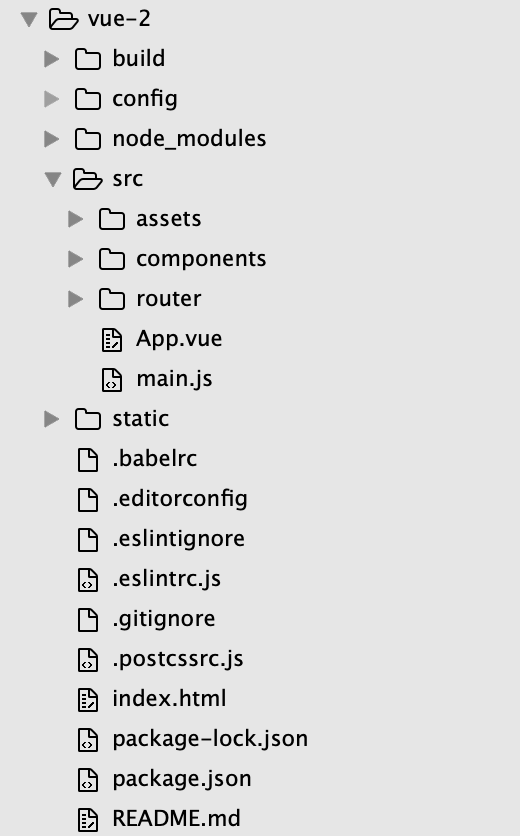 vue-2
build
config
node_modules
src
assets
components
router
App.vue
main.js
static
.babelrc
.editorconfig
.eslintignore
.eslintrc.js
.gitignore
.postcssrc.js
index.html
package-lock.json
package.json
README.md